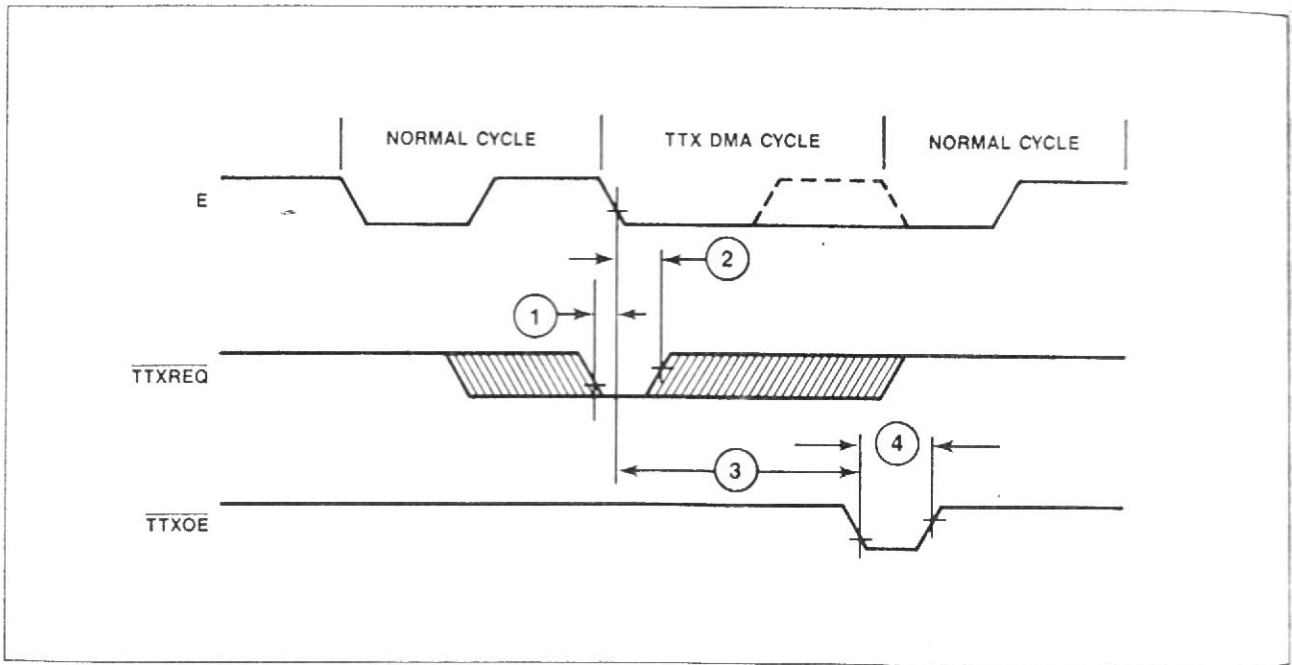 NORMAL CYCLE
TTX DMA CYCLE
NORMAL CYCLE
E
2
1
TTXREQ
3
4
TTXOE